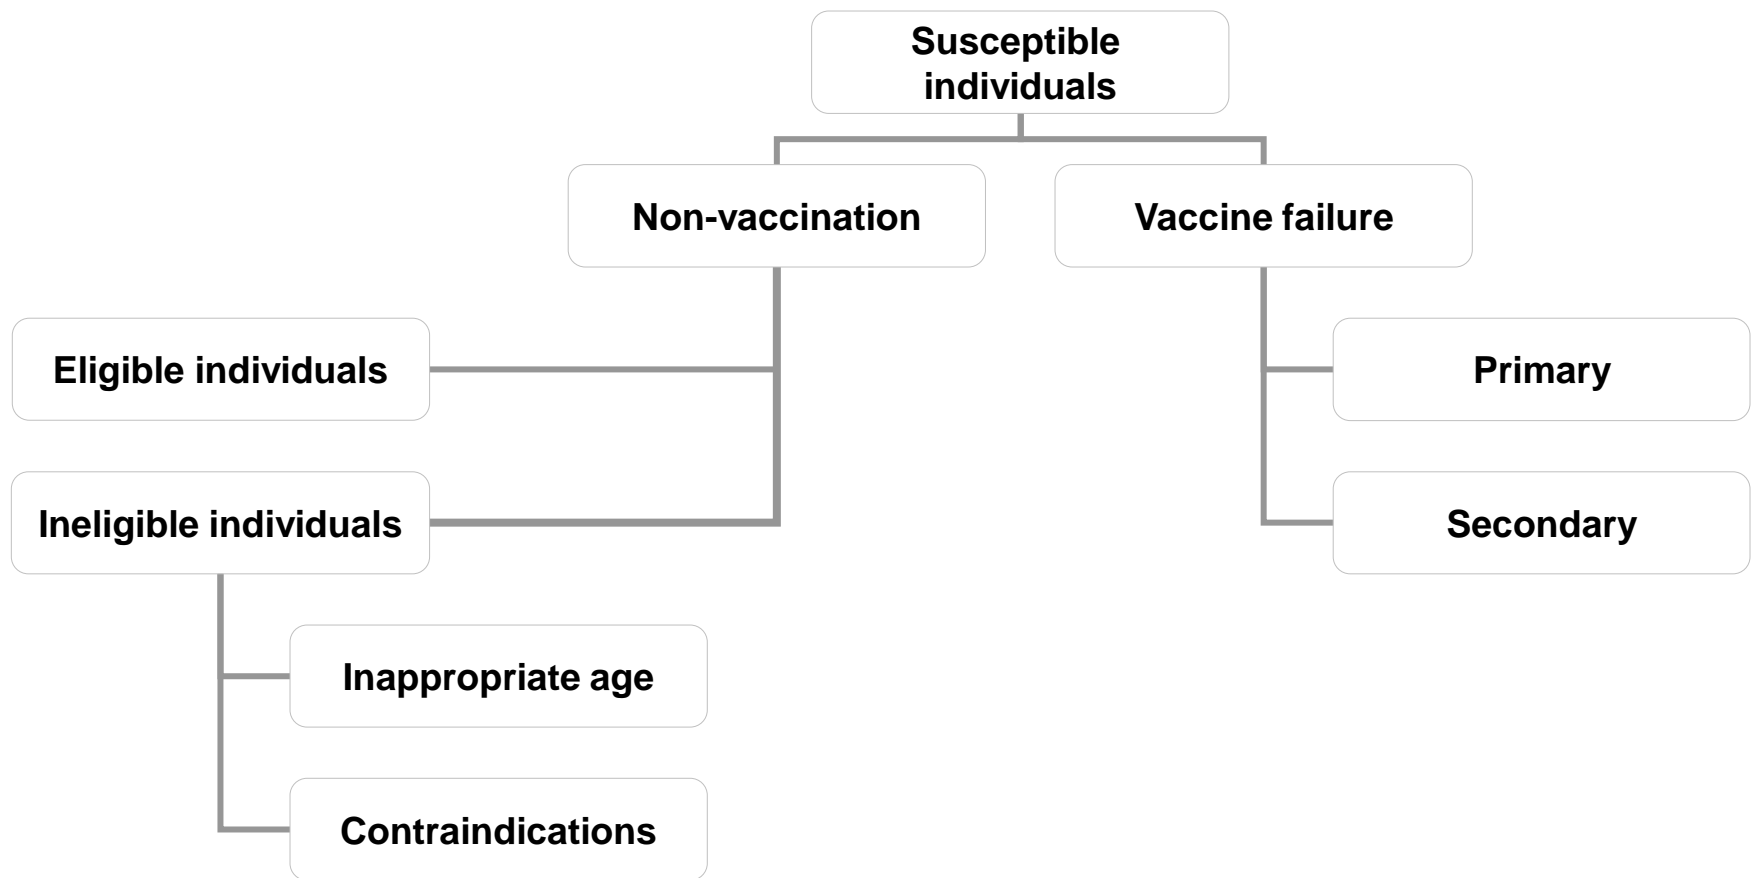 Susceptible
individuals
Non-vaccination
Vaccine failure
Eligible individuals
Primary
Ineligible individuals
Secondary
Inappropriate age
Contraindications